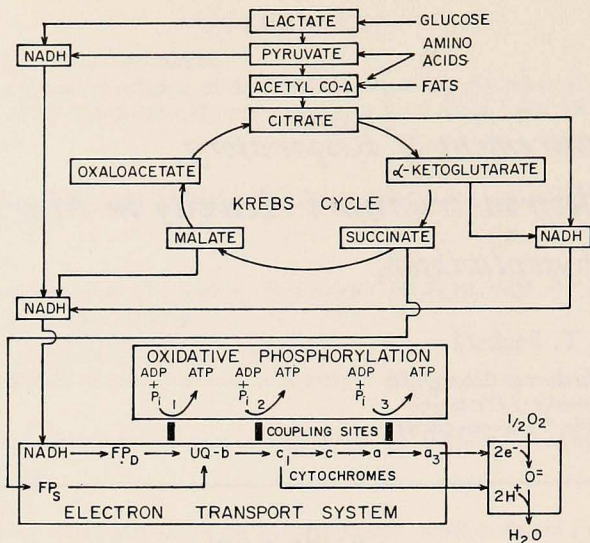 LACTATE
GLUCOSE
NADH
PYRUVATE
AMINO
ACIDS
ACETYL CO-A
FATS
CITRATE
OXALOACETATE
α-KETOGLUTARATE
KREBS CYCLE
MALATE
SUCCINATE
NADH
NADH
OXIDATIVE PHOSPHORYLATION
ADP ATP ADP ATP ADP ATP
+ + +
Pi 1 Pi 2 Pi 3
COUPLING SITES
1/2O2
NADH FPD UQ-b c1 c a a3
2e-
CYTOCHROMES
O=
FPS
2H+
ELECTRON TRANSPORT SYSTEM
H2O